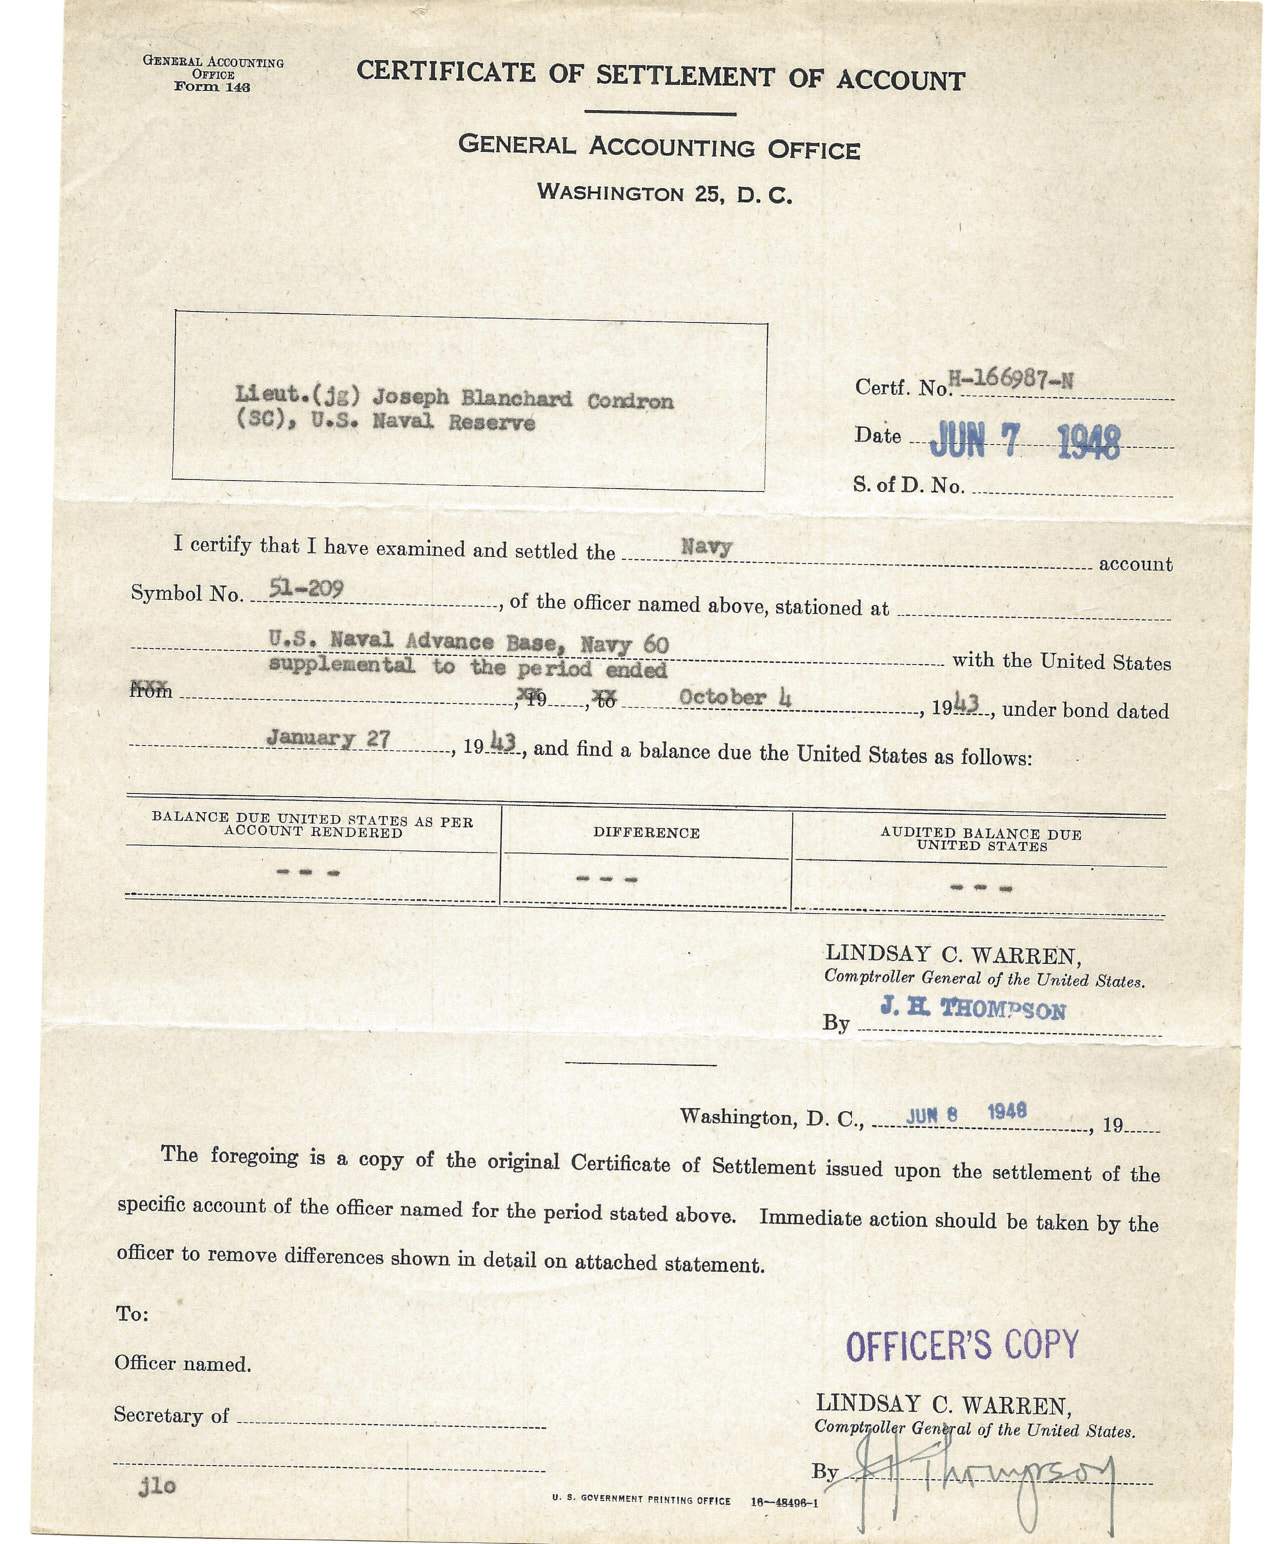 GENERAL ACCOUNTING
OFFICE
Form 146
CERTIFICATE OF SETTLEMENT OF ACCOUNT
GENERAL ACCOUNTING OFFICE
WASHINGTON 25, D. C.
Lieut.(jg) Joseph Blanchard Condron
(SC), U.S. Naval Reserve
Certf. No. H-166987-N
Date JUN 7 1948
S. of D. No.
I certify that I have examined and settled the Navy account
Symbol No. 51-209, of the officer named above, stationed at
U.S. Naval Advance Base, Navy 60
supplemental to the period ended with the United States
from , 19 , to October 4, 1943, under bond dated
January 27, 1943, and find a balance due the United States as follows:
BALANCE DUE UNITED STATES AS PER
ACCOUNT RENDERED
DIFFERENCE
AUDITED BALANCE DUE
UNITED STATES
- - -
- - -
- - -
LINDSAY C. WARREN,
Comptroller General of the United States.
By J. H. THOMPSON
Washington, D. C., JUN 8 1948, 19
The foregoing is a copy of the original Certificate of Settlement issued upon the settlement of the
specific account of the officer named for the period stated above. Immediate action should be taken by the
officer to remove differences shown in detail on attached statement.
To:
Officer named.
OFFICER'S COPY
Secretary of
LINDSAY C. WARREN,
Comptroller General of the United States.
By J H Thompson
jlo
U. S. GOVERNMENT PRINTING OFFICE 16—48496-1